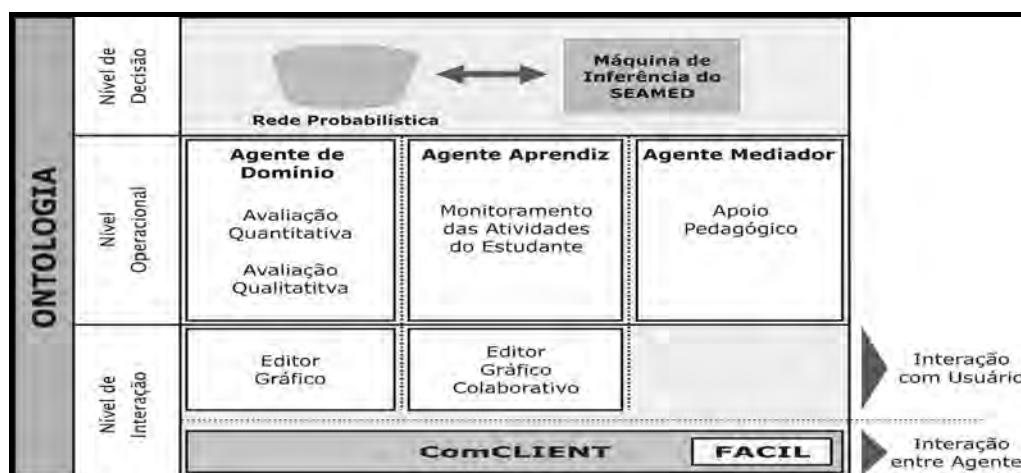 ONTOLOGIA
Nível de
Decisão
Rede Probabilística
Máquina de
Inferência do
SEAMED
Nível
Operacional
Agente de
Domínio
Avaliação
Quantitativa
Avaliação
Qualitatitva
Agente Aprendiz
Monitoramento
das Atividades
do Estudante
Agente Mediador
Apoio
Pedagógico
Nível de
Interação
Editor
Gráfico
Editor
Gráfico
Colaborativo
Interação
com Usuário
ComCLIENT
FACIL
Interação
entre Agente